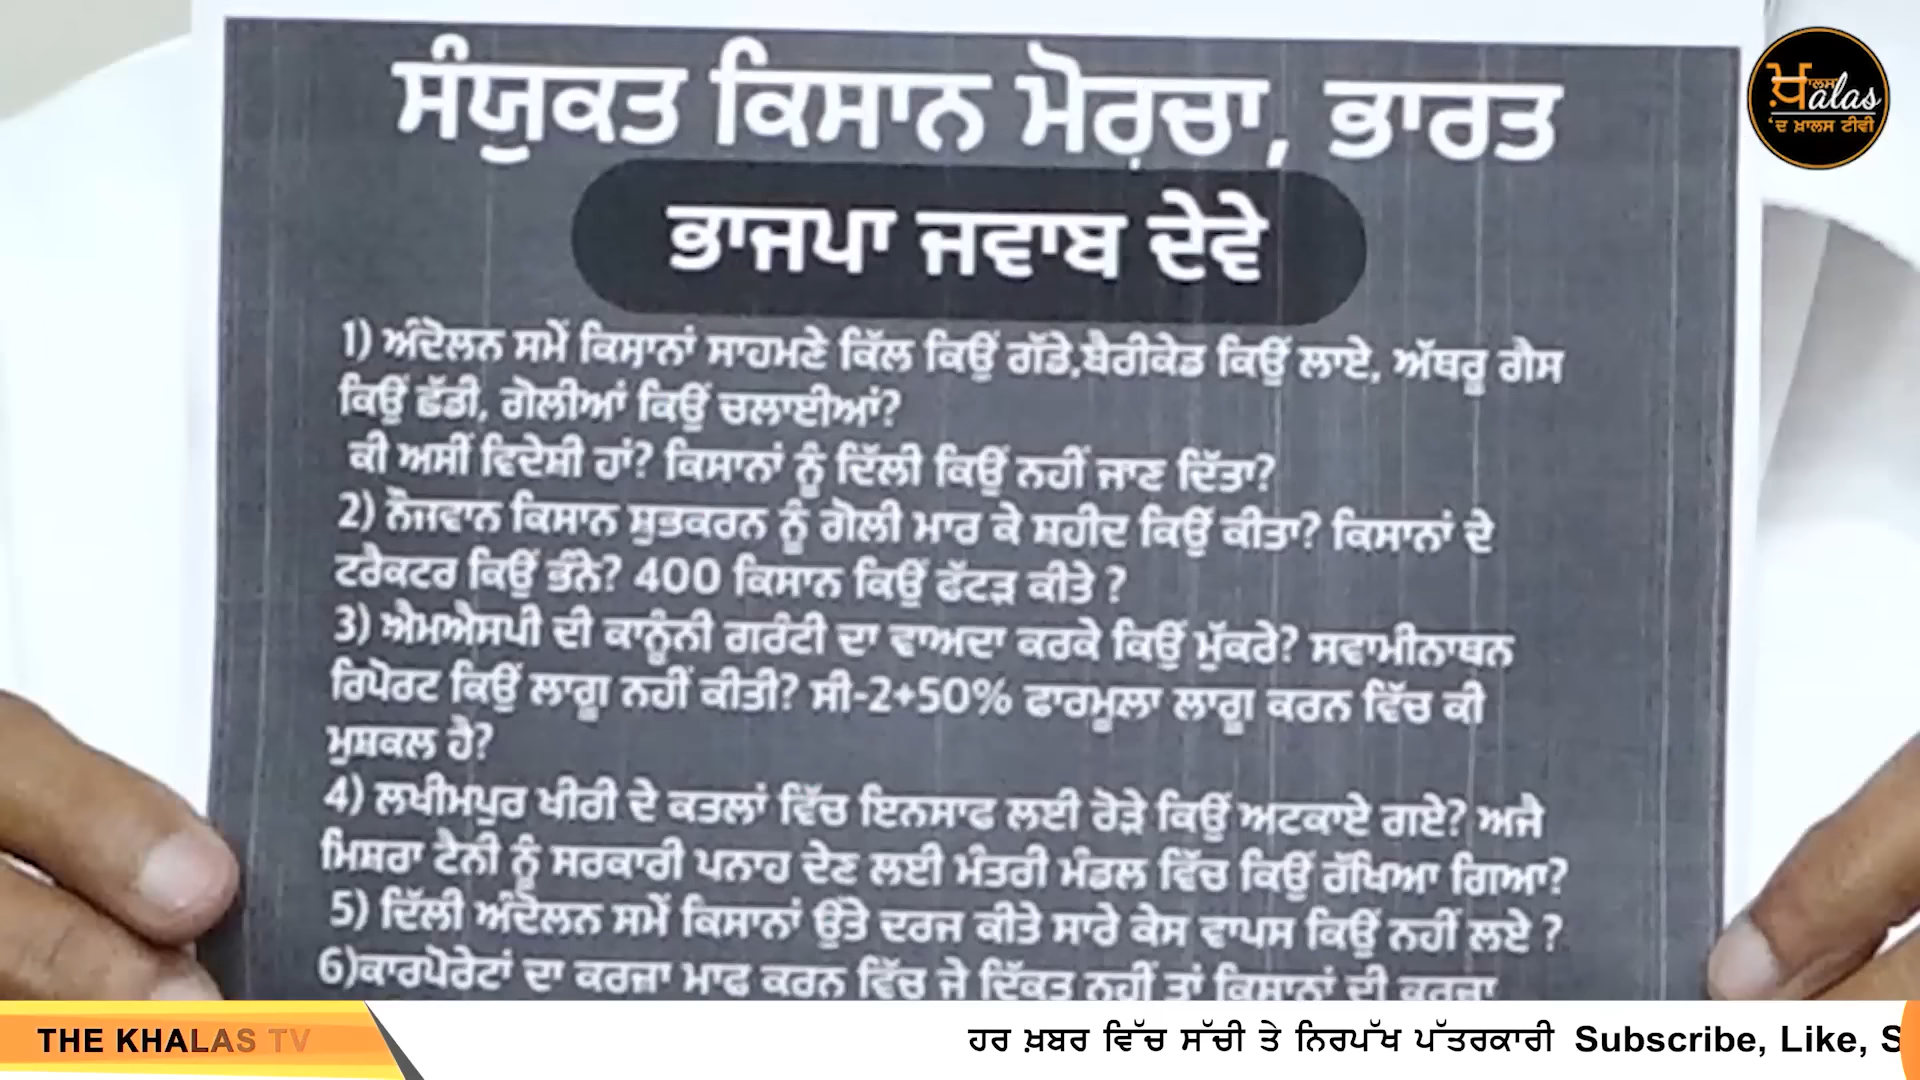 ਸੰਯੁਕਤ ਕਿਸਾਨ ਮੋਰਚਾ, ਭਾਰਤ
ਭਾਜਪਾ ਜਵਾਬ ਦੇਵੇ
1) ਅੰਦੋਲਨ ਸਮੇਂ ਕਿਸਾਨਾਂ ਸਾਹਮਣੇ ਕਿੱਲ ਕਿਉਂ ਗੱਡੇ,ਬੈਰੀਕੇਡ ਕਿਉਂ ਲਾਏ, ਅੱਥਰੂ ਗੈਸ
ਕਿਉਂ ਛੱਡੀ, ਗੋਲੀਆਂ ਕਿਉਂ ਚਲਾਈਆਂ?
ਕੀ ਅਸੀਂ ਵਿਦੇਸ਼ੀ ਹਾਂ? ਕਿਸਾਨਾਂ ਨੂੰ ਦਿੱਲੀ ਕਿਉਂ ਨਹੀਂ ਜਾਣ ਦਿੱਤਾ?
2) ਨੌਜਵਾਨ ਕਿਸਾਨ ਸ਼ੁਭਕਰਨ ਨੂੰ ਗੋਲੀ ਮਾਰ ਕੇ ਸ਼ਹੀਦ ਕਿਉਂ ਕੀਤਾ? ਕਿਸਾਨਾਂ ਦੇ
ਟਰੈਕਟਰ ਕਿਉਂ ਭੰਨੇ? 400 ਕਿਸਾਨ ਕਿਉਂ ਫੱਟੜ ਕੀਤੇ ?
3) ਐਮਐਸਪੀ ਦੀ ਕਾਨੂੰਨੀ ਗਰੰਟੀ ਦਾ ਵਾਅਦਾ ਕਰਕੇ ਕਿਉਂ ਮੁੱਕਰੇ? ਸਵਾਮੀਨਾਥਨ
ਰਿਪੋਰਟ ਕਿਉਂ ਲਾਗੂ ਨਹੀਂ ਕੀਤੀ? ਸੀ-2+50% ਫਾਰਮੂਲਾ ਲਾਗੂ ਕਰਨ ਵਿੱਚ ਕੀ
ਮੁਸ਼ਕਲ ਹੈ?
4) ਲਖੀਮਪੁਰ ਖੀਰੀ ਦੇ ਕਤਲਾਂ ਵਿੱਚ ਇਨਸਾਫ ਲਈ ਰੋੜੇ ਕਿਉਂ ਅਟਕਾਏ ਗਏ? ਅਜੈ
ਮਿਸ਼ਰਾ ਟੈਨੀ ਨੂੰ ਸਰਕਾਰੀ ਪਨਾਹ ਦੇਣ ਲਈ ਮੰਤਰੀ ਮੰਡਲ ਵਿੱਚ ਕਿਉਂ ਰੱਖਿਆ ਗਿਆ?
5) ਦਿੱਲੀ ਅੰਦੋਲਨ ਸਮੇਂ ਕਿਸਾਨਾਂ ਉੱਤੇ ਦਰਜ ਕੀਤੇ ਸਾਰੇ ਕੇਸ ਵਾਪਸ ਕਿਉਂ ਨਹੀਂ ਲਏ ?
6)ਕਾਰਪੋਰੇਟਾਂ ਦਾ ਕਰਜ਼ਾ ਮਾਫ ਕਰਨ ਵਿੱਚ ਜੇ ਦਿੱਕਤ ਨਹੀਂ ਤਾਂ ਕਿਸਾਨਾਂ ਦੀ ਕਰਜ਼ਾ
ਖ਼ਾਲਸ alas
'ਦ ਖ਼ਾਲਸ ਟੀਵੀ
THE KHALAS TV
ਹਰ ਖ਼ਬਰ ਵਿੱਚ ਸੱਚੀ ਤੇ ਨਿਰਪੱਖ ਪੱਤਰਕਾਰੀ Subscribe, Like, S